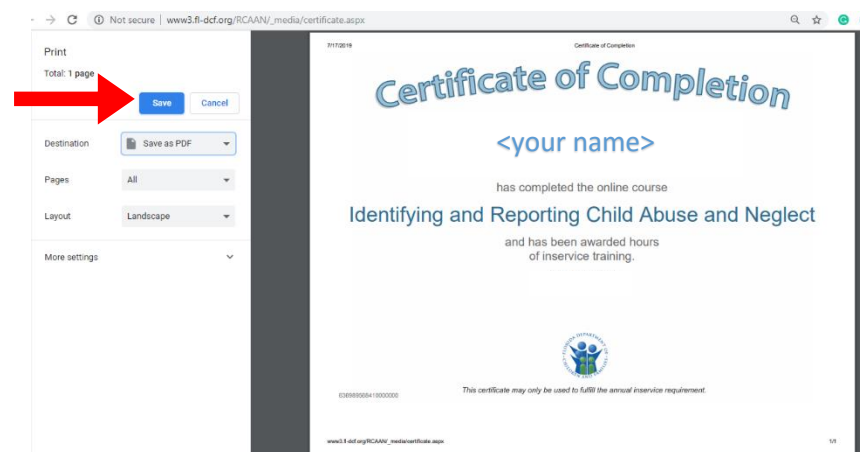 Not secure | www3.fl-dcf.org/RCAAN/_media/certificate.aspx
Print
Total: 1 page
Save Cancel
Destination Save as PDF
Pages All
Layout Landscape
More settings
7/17/2019 Certificate of Completion
Certificate of Completion
<your name>
has completed the online course
Identifying and Reporting Child Abuse and Neglect
and has been awarded hours
of inservice training.
This certificate may only be used to fulfill the annual inservice requirement.
www3.fl-dcf.org/RCAAN/_media/certificate.aspx 1/1